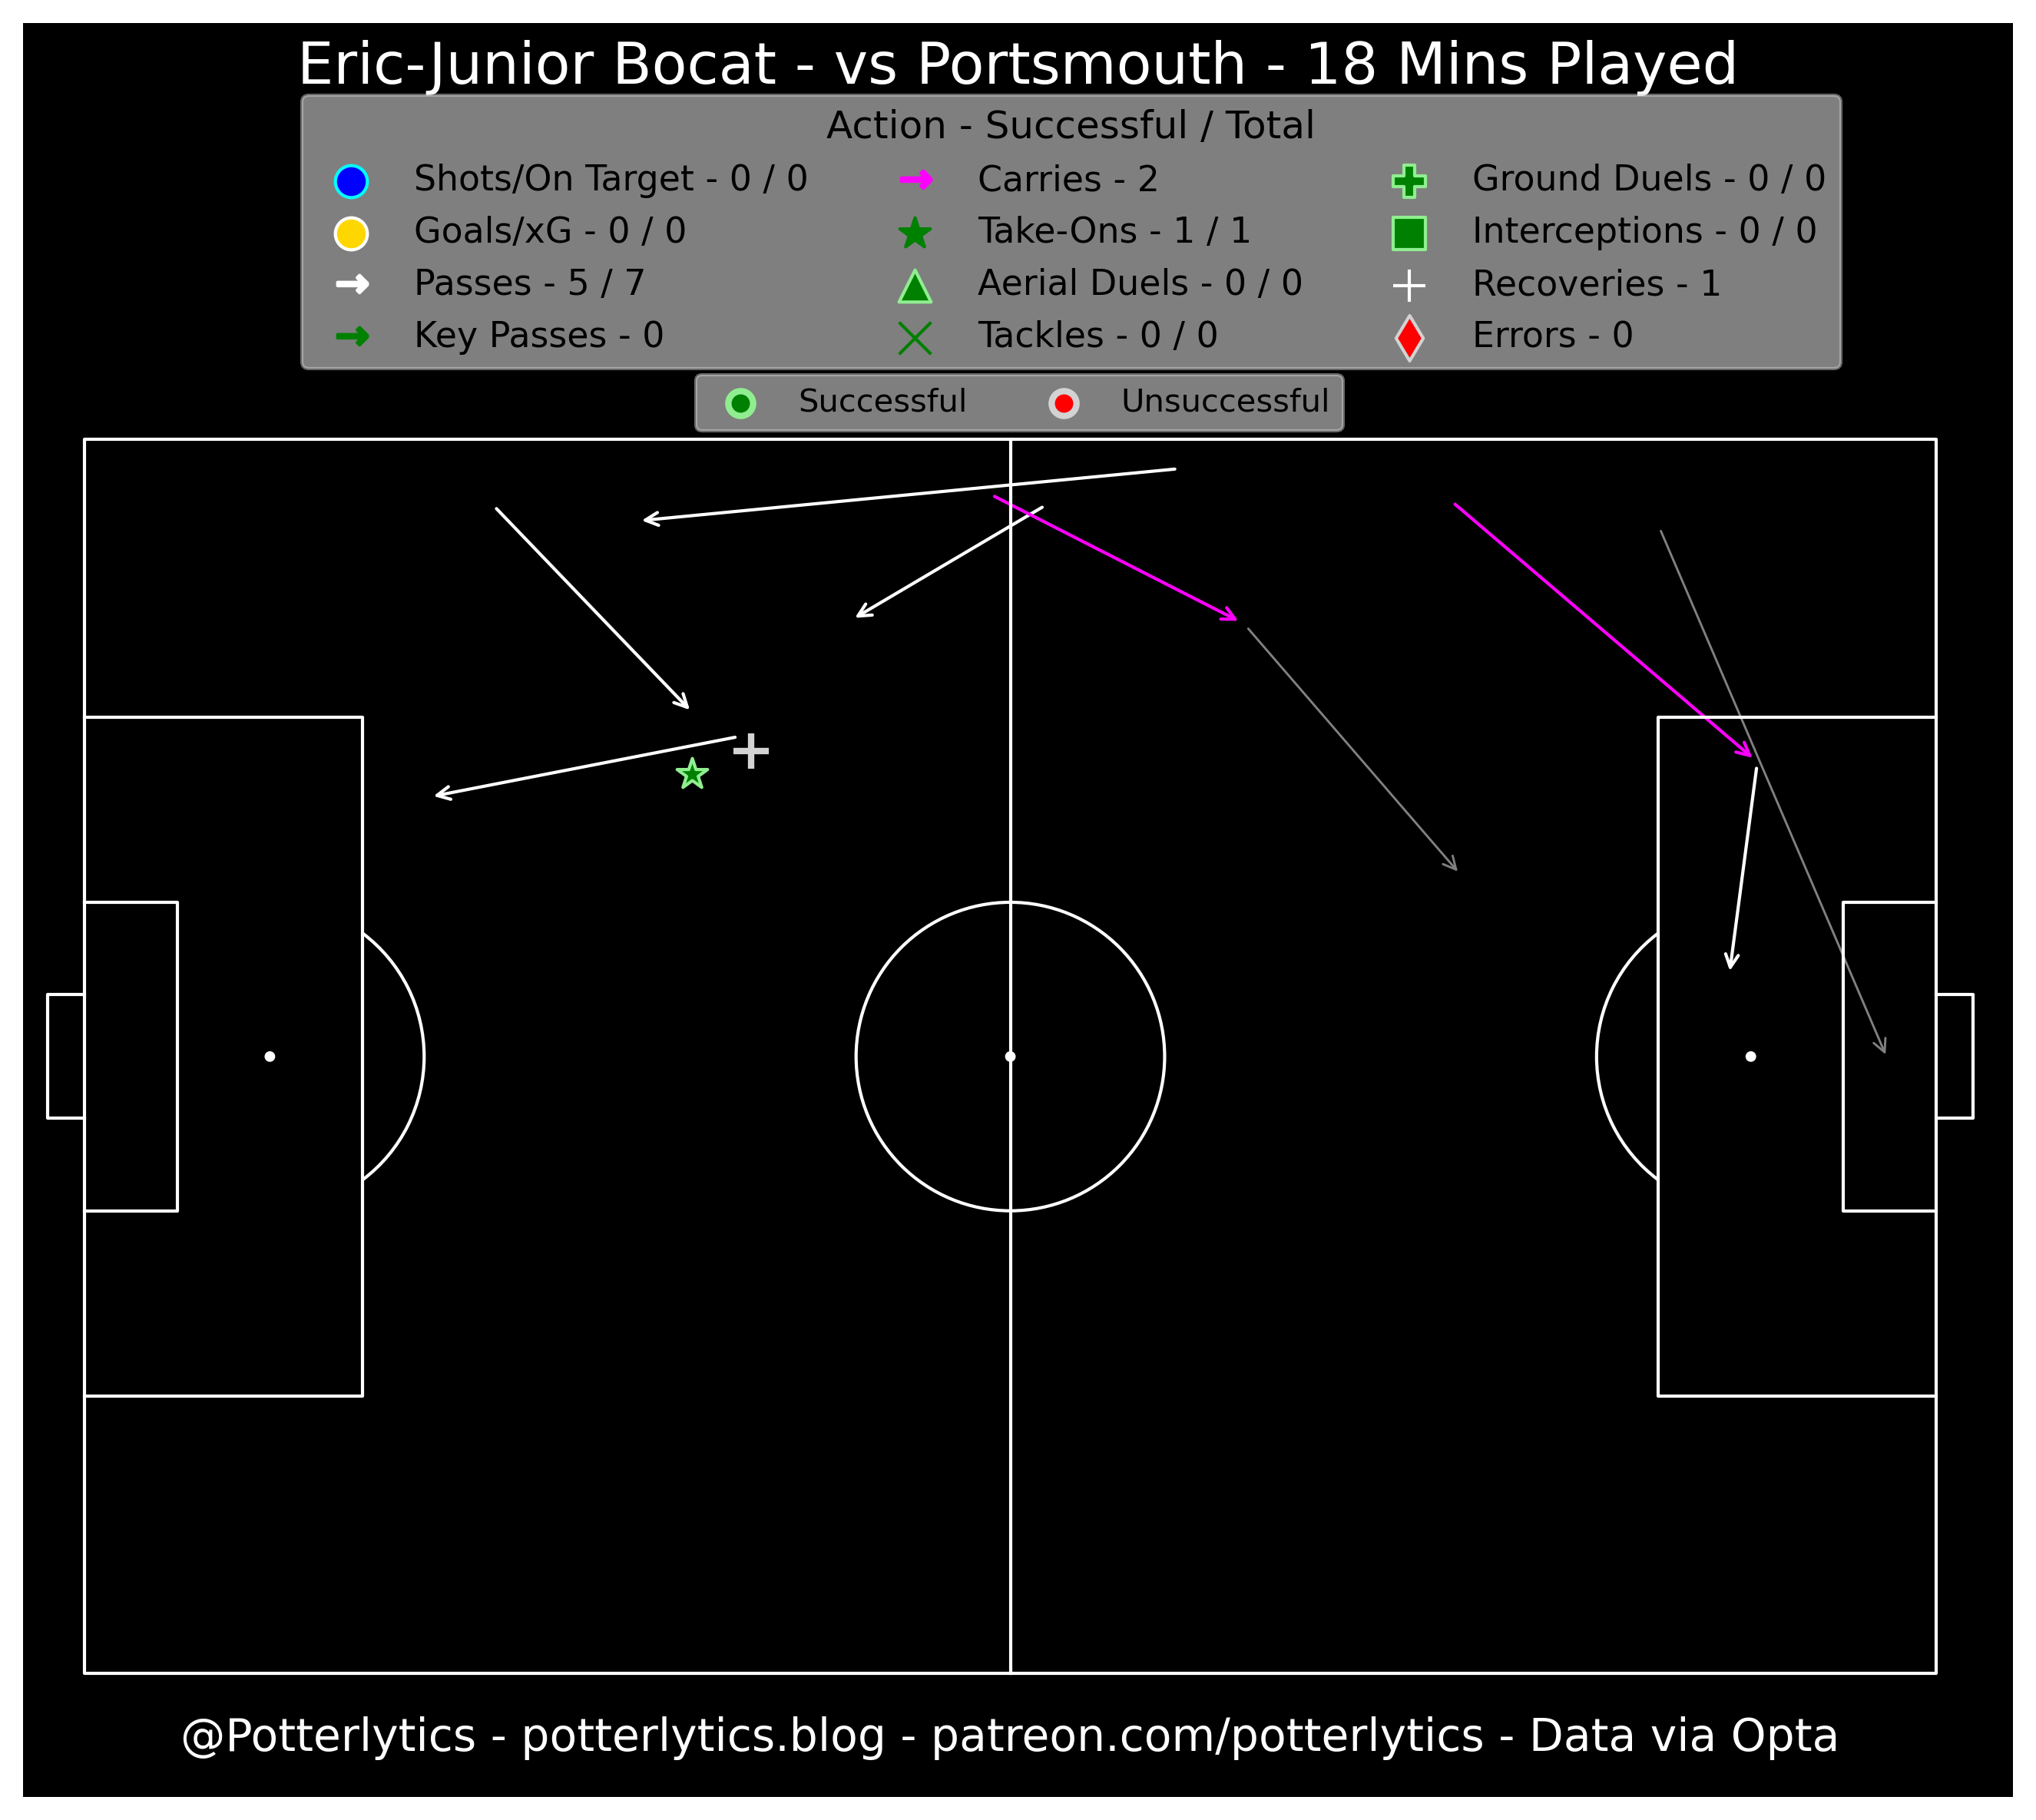 Eric-Junior Bocat - vs Portsmouth - 18 Mins Played
Action - Successful / Total
Shots/On Target - 0 / 0
Goals/xG - 0 / 0
Passes - 5 / 7
Key Passes - 0
Carries - 2
Take-Ons - 1 / 1
Aerial Duels - 0 / 0
Tackles - 0 / 0
Ground Duels - 0 / 0
Interceptions - 0 / 0
Recoveries - 1
Errors - 0
Successful
Unsuccessful
@Potterlytics - potterlytics.blog - patreon.com/potterlytics - Data via Opta